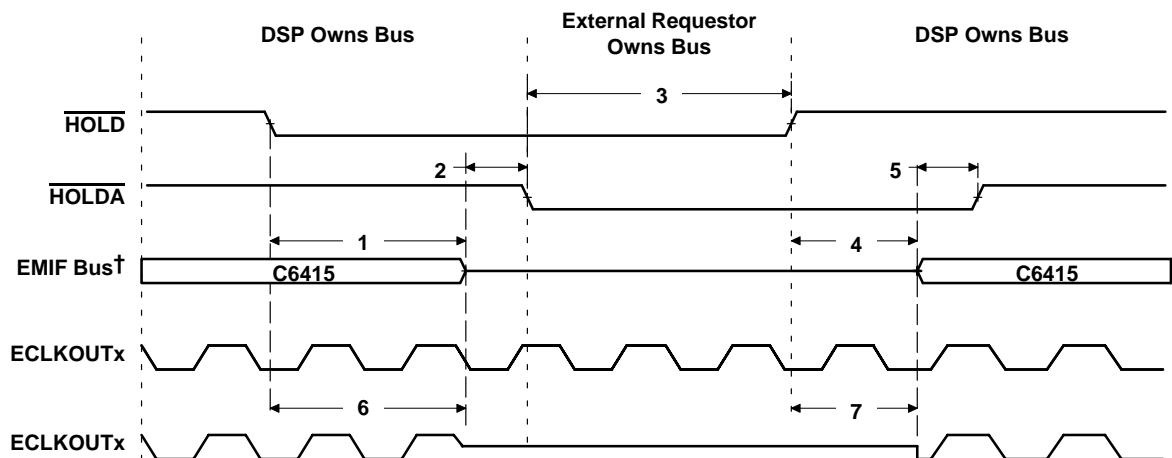 DSP Owns Bus
External Requestor
Owns Bus
DSP Owns Bus
3
HOLD
2
5
HOLDA
1
4
EMIF Bus†
C6415
C6415
ECLKOUTx
6
7
ECLKOUTx